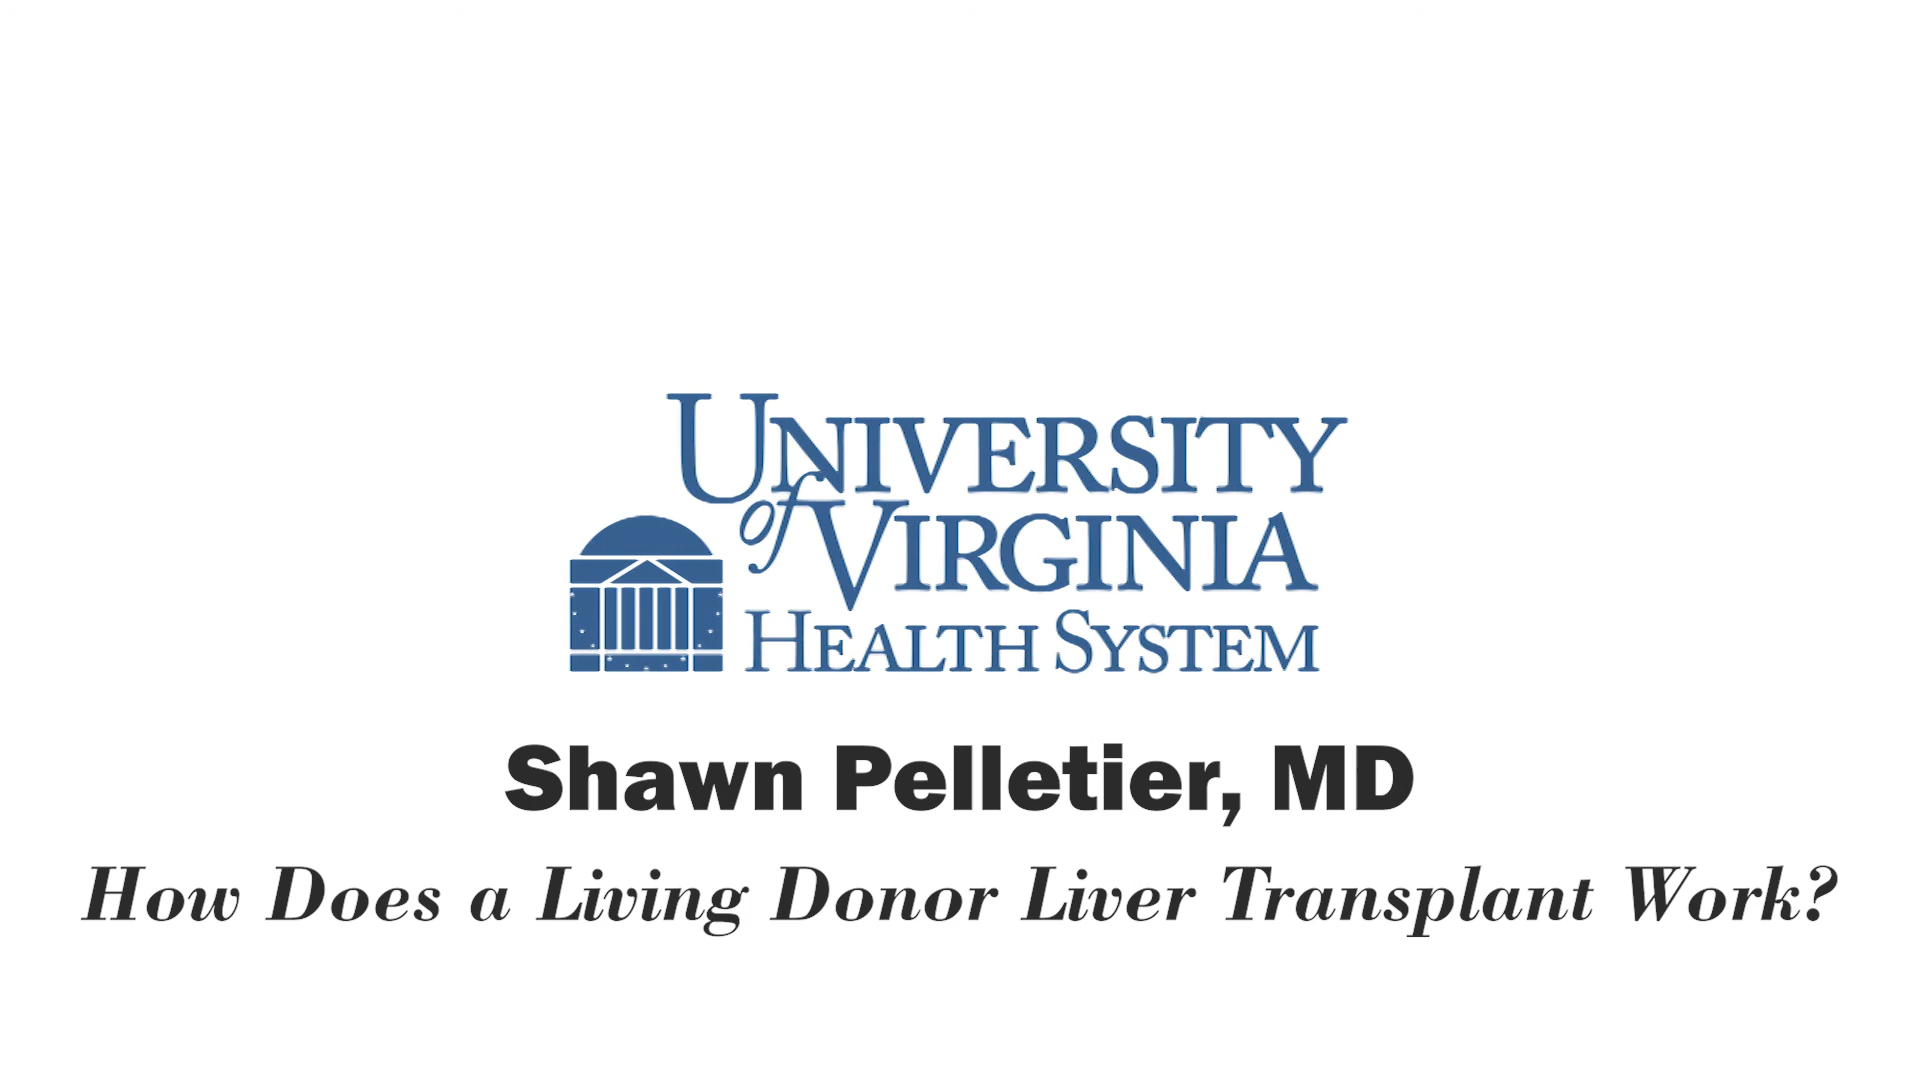 UNIVERSITY
of VIRGINIA
HEALTH SYSTEM
Shawn Pelletier, MD
How Does a Living Donor Liver Transplant Work?